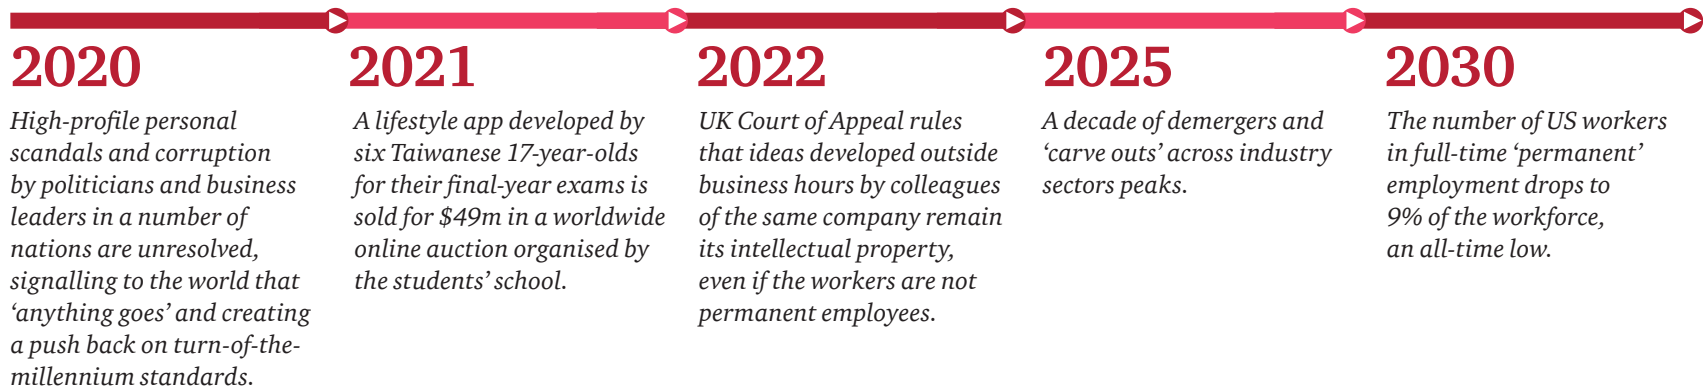 2020
High-profile personal
scandals and corruption
by politicians and business
leaders in a number of
nations are unresolved,
signalling to the world that
‘anything goes’ and creating
a push back on turn-of-the-
millennium standards.
2021
A lifestyle app developed by
six Taiwanese 17-year-olds
for their final-year exams is
sold for $49m in a worldwide
online auction organised by
the students’ school.
2022
UK Court of Appeal rules
that ideas developed outside
business hours by colleagues
of the same company remain
its intellectual property,
even if the workers are not
permanent employees.
2025
A decade of demergers and
‘carve outs’ across industry
sectors peaks.
2030
The number of US workers
in full-time ‘permanent’
employment drops to
9% of the workforce,
an all-time low.